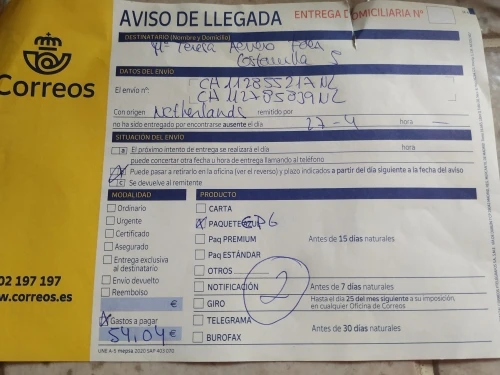 AVISO DE LLEGADA
ENTREGA DOMICILIARIA Nº
DESTINATARIO (Nombre y Domicilio)
Mª Teresa
Costanilla 5
DATOS DEL ENVÍO
El envío nº:
CA11285521ANL
CA112785839NL
Con origen Netherlands remitido por
no ha sido entregado por encontrarse ausente el día 27-4 hora —
SITUACIÓN DEL ENVÍO
a El próximo intento de entrega se realizará el día hora
puede concertar otra fecha u hora de entrega llamando al teléfono
Puede pasar a retirarlo en la oficina (ver el reverso) y plazo indicados a partir del día siguiente a la fecha del aviso
c Se devuelve al remitente
MODALIDAD
Ordinario
Urgente
Certificado
Asegurado
Entrega exclusiva
al destinatario
Envío devuelto
Reembolso
€
Gastos a pagar
54,04 €
PRODUCTO
CARTA
PAQUETE
Paq PREMIUM
Paq ESTÁNDAR
OTROS
Antes de 15 días naturales
NOTIFICACIÓN
Antes de 7 días naturales
GIRO
Hasta el día 25 del mes siguiente a su imposición,
en cualquier Oficina de Correos
TELEGRAMA
BUROFAX
Antes de 30 días naturales
2
Correos
02 197 197
w.correos.es